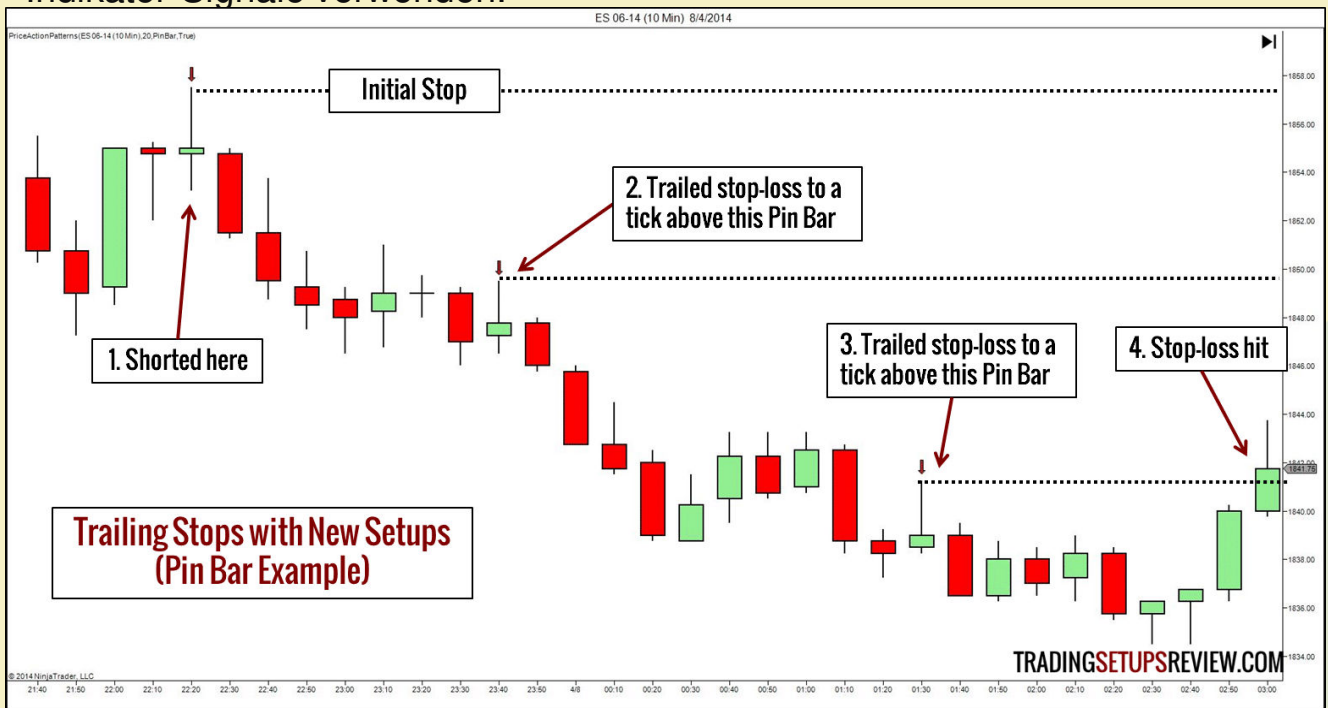 Indikator-Signale verwenden.
ES 06-14 (10 Min) 8/4/2014
PriceActionPatterns(ES 06-14 (10 Min),20,PinBar,True)
Initial Stop
2. Trailed stop-loss to a
tick above this Pin Bar
1. Shorted here
3. Trailed stop-loss to a
tick above this Pin Bar
4. Stop-loss hit
Trailing Stops with New Setups
(Pin Bar Example)
1858.00
1856.00
1854.00
1852.00
1850.00
1848.00
1846.00
1844.00
1842.00
1841.75
1840.00
1838.00
1836.00
1834.00
TRADINGSETUPSREVIEW.COM
© 2014 NinjaTrader, LLC
21:40 21:50 22:00 22:10 22:20 22:30 22:40 22:50 23:00 23:10 23:20 23:30 23:40 23:50 4/8 00:10 00:20 00:30 00:40 00:50 01:00 01:10 01:20 01:30 01:40 01:50 02:00 02:10 02:20 02:30 02:40 02:50 03:00